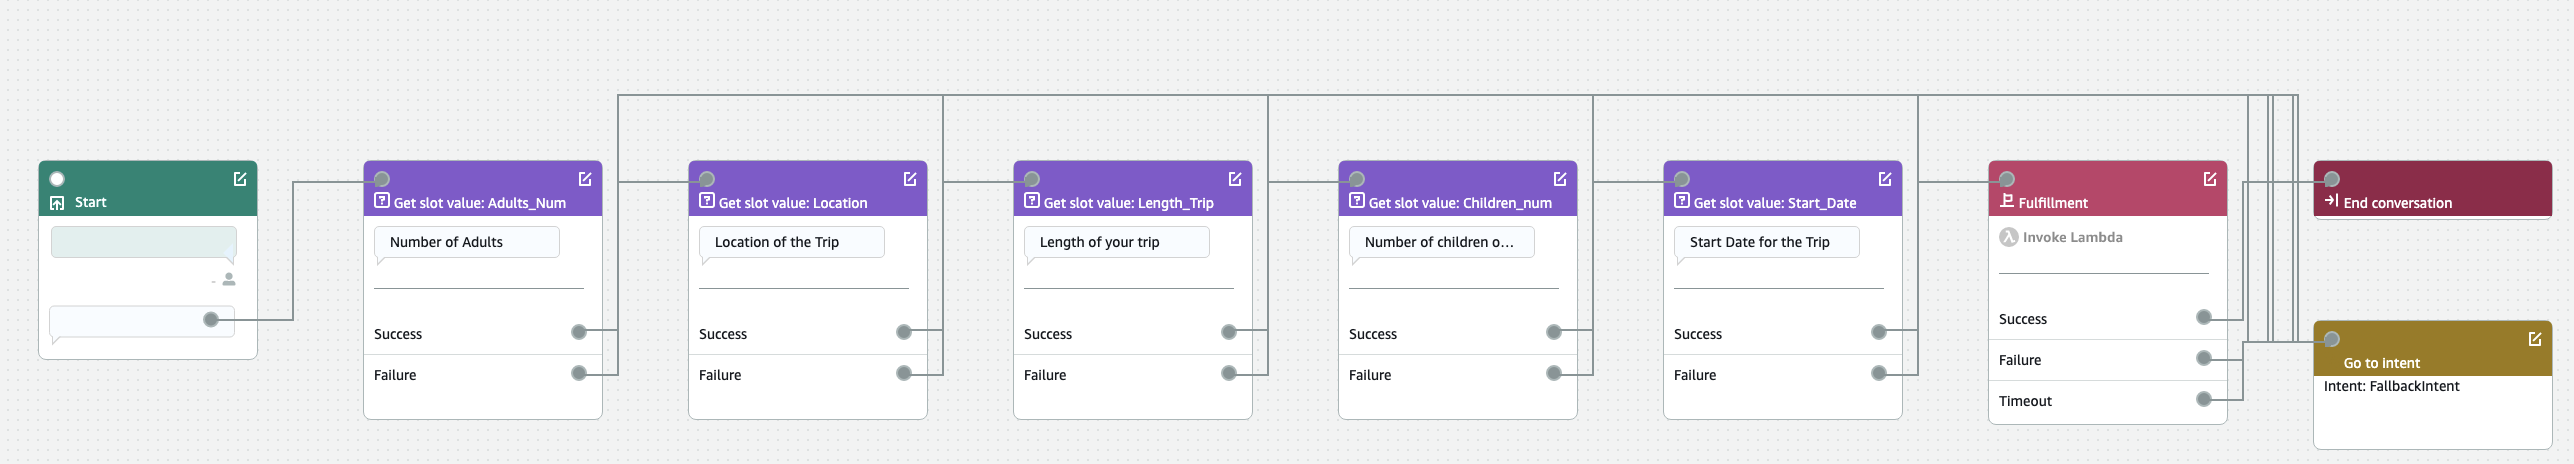 Start
Get slot value: Adults_Num
Number of Adults
Success
Failure
Get slot value: Location
Location of the Trip
Success
Failure
Get slot value: Length_Trip
Length of your trip
Success
Failure
Get slot value: Children_num
Number of children o...
Success
Failure
Get slot value: Start_Date
Start Date for the Trip
Success
Failure
Fulfillment
Invoke Lambda
Success
Failure
Timeout
End conversation
Go to intent
Intent: FallbackIntent